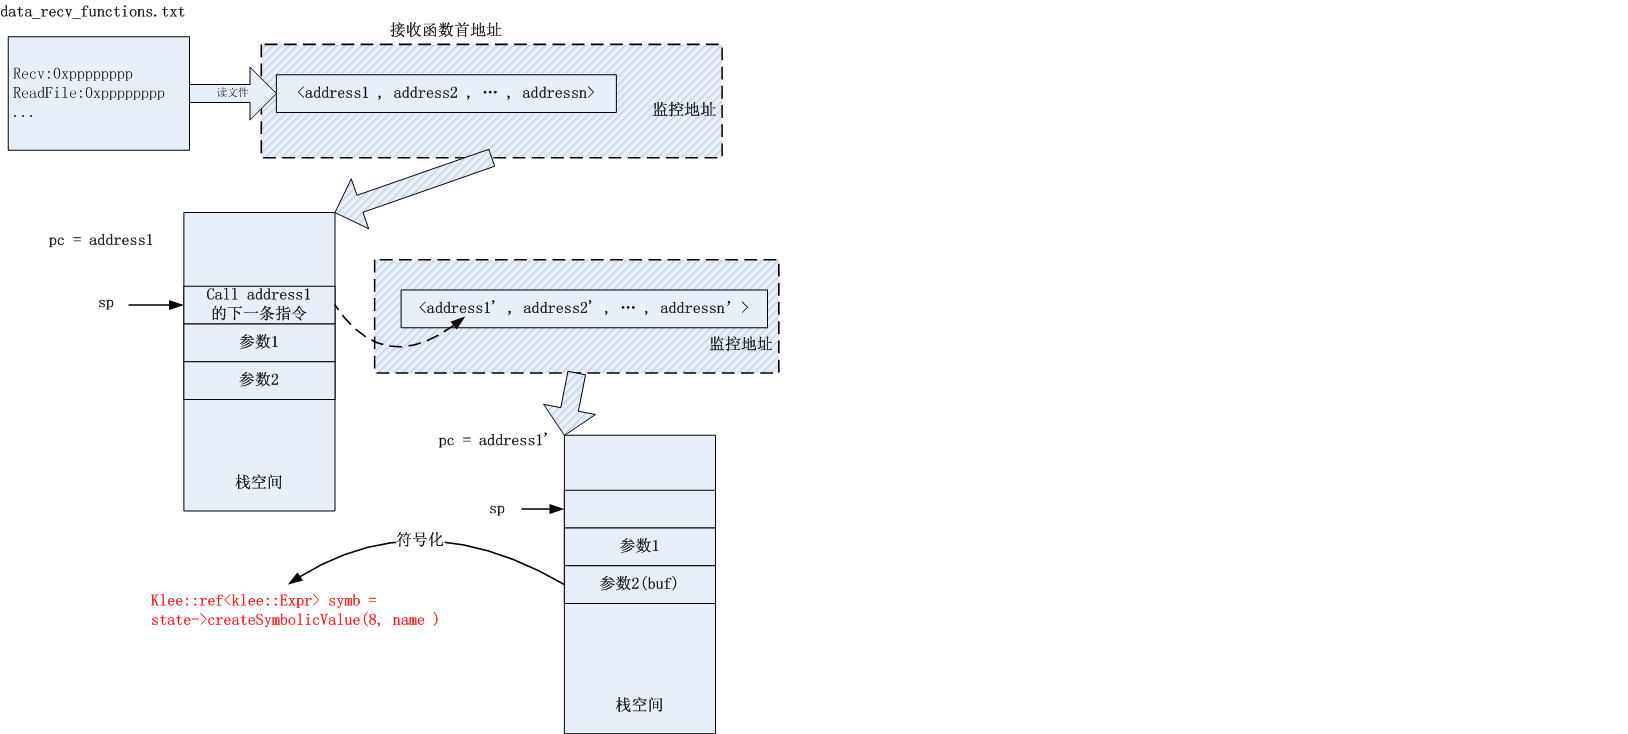 data_recv_functions.txt
接收函数首地址
Recv:0xpppppppp
ReadFile:0xpppppppp
...
读文件
<address1 , address2 , … , addressn>
监控地址
pc = address1
sp
Call address1
的下一条指令
参数1
参数2
栈空间
<address1' , address2' , … , addressn' >
监控地址
pc = address1'
sp
参数1
参数2(buf)
栈空间
符号化
Klee::ref<klee::Expr> symb =
state->createSymbolicValue(8, name )